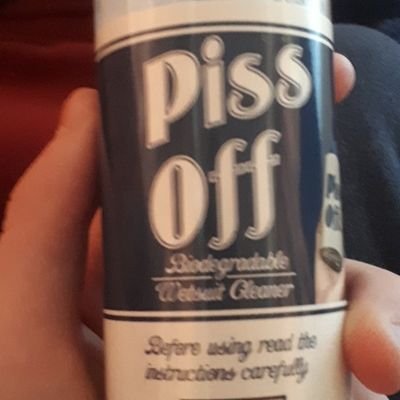 Piss
Off
Biodegradable
Wetsuit Cleaner
Before using read the
instructions carefully